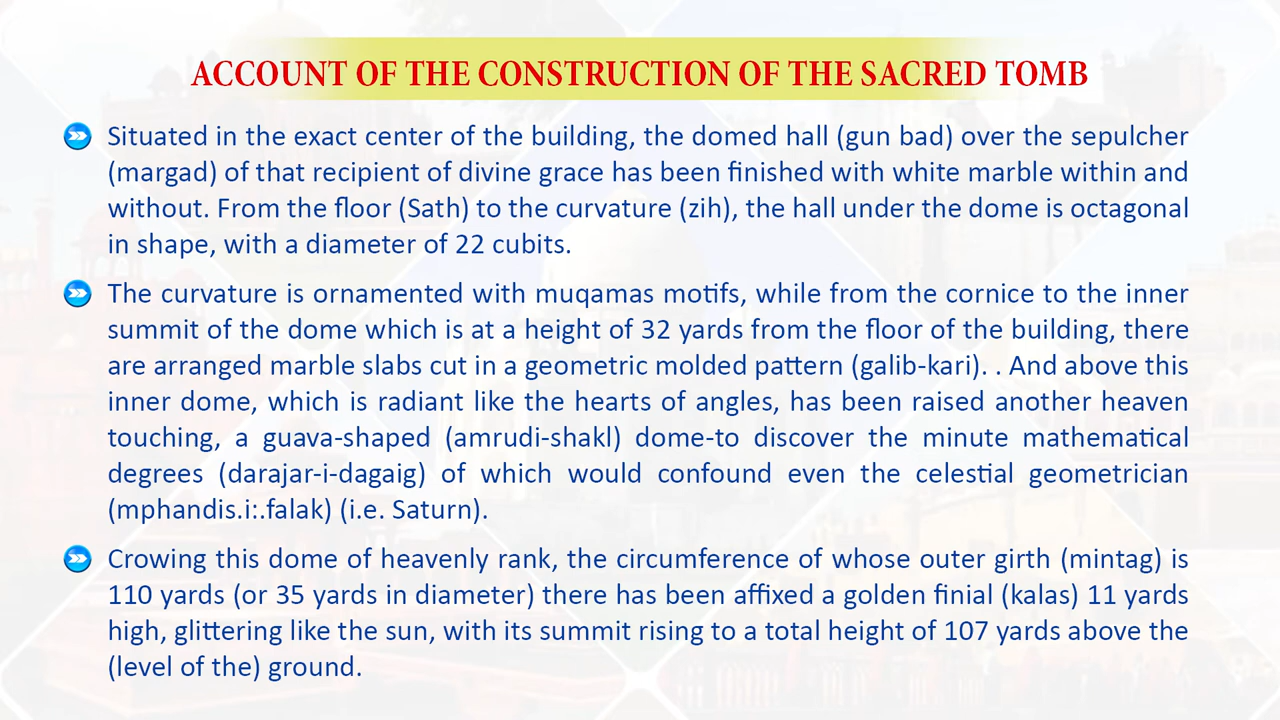 ACCOUNT OF THE CONSTRUCTION OF THE SACRED TOMB
Situated in the exact center of the building, the domed hall (gun bad) over the sepulcher
(margad) of that recipient of divine grace has been finished with white marble within and
without. From the floor (Sath) to the curvature (zih), the hall under the dome is octagonal
in shape, with a diameter of 22 cubits.
The curvature is ornamented with muqamas motifs, while from the cornice to the inner
summit of the dome which is at a height of 32 yards from the floor of the building, there
are arranged marble slabs cut in a geometric molded pattern (galib-kari). . And above this
inner dome, which is radiant like the hearts of angles, has been raised another heaven
touching, a guava-shaped (amrudi-shakl) dome-to discover the minute mathematical
degrees (darajar-i-dagaig) of which would confound even the celestial geometrician
(mphandis.i:.falak) (i.e. Saturn).
Crowing this dome of heavenly rank, the circumference of whose outer girth (mintag) is
110 yards (or 35 yards in diameter) there has been affixed a golden finial (kalas) 11 yards
high, glittering like the sun, with its summit rising to a total height of 107 yards above the
(level of the) ground.